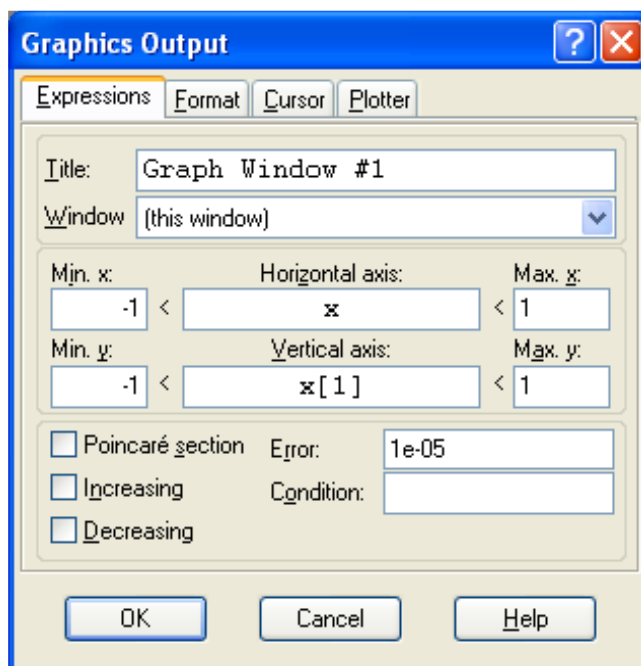 Graphics Output
Expressions Format Cursor Plotter
Title: Graph Window #1
Window (this window)
Min. x: Horizontal axis: Max. x:
-1 < x < 1
Min. y: Vertical axis: Max. y:
-1 < x[1] < 1
Poincaré section Error: 1e-05
Increasing Condition:
Decreasing
OK Cancel Help